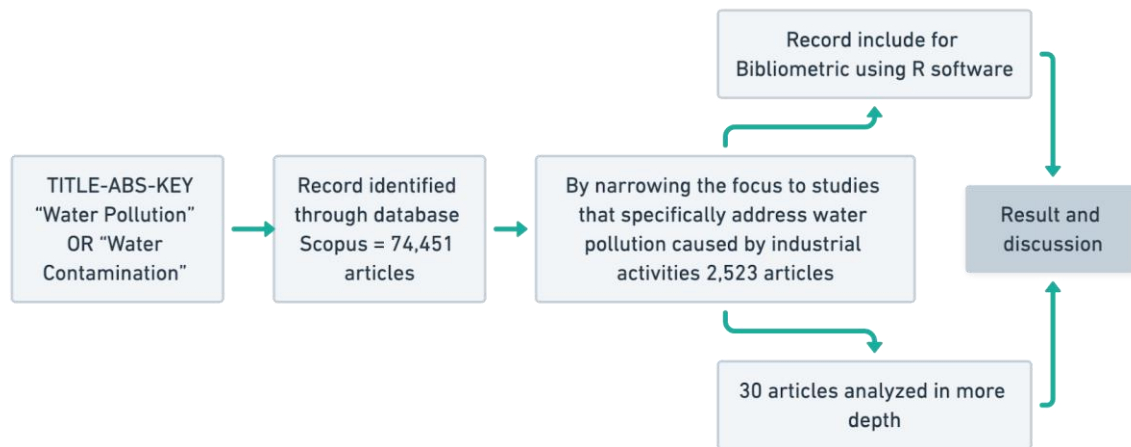 TITLE-ABS-KEY
“Water Pollution”
OR “Water
Contamination”
Record identified
through database
Scopus = 74,451
articles
By narrowing the focus to studies
that specifically address water
pollution caused by industrial
activities 2,523 articles
Record include for
Bibliometric using R software
30 articles analyzed in more
depth
Result and
discussion